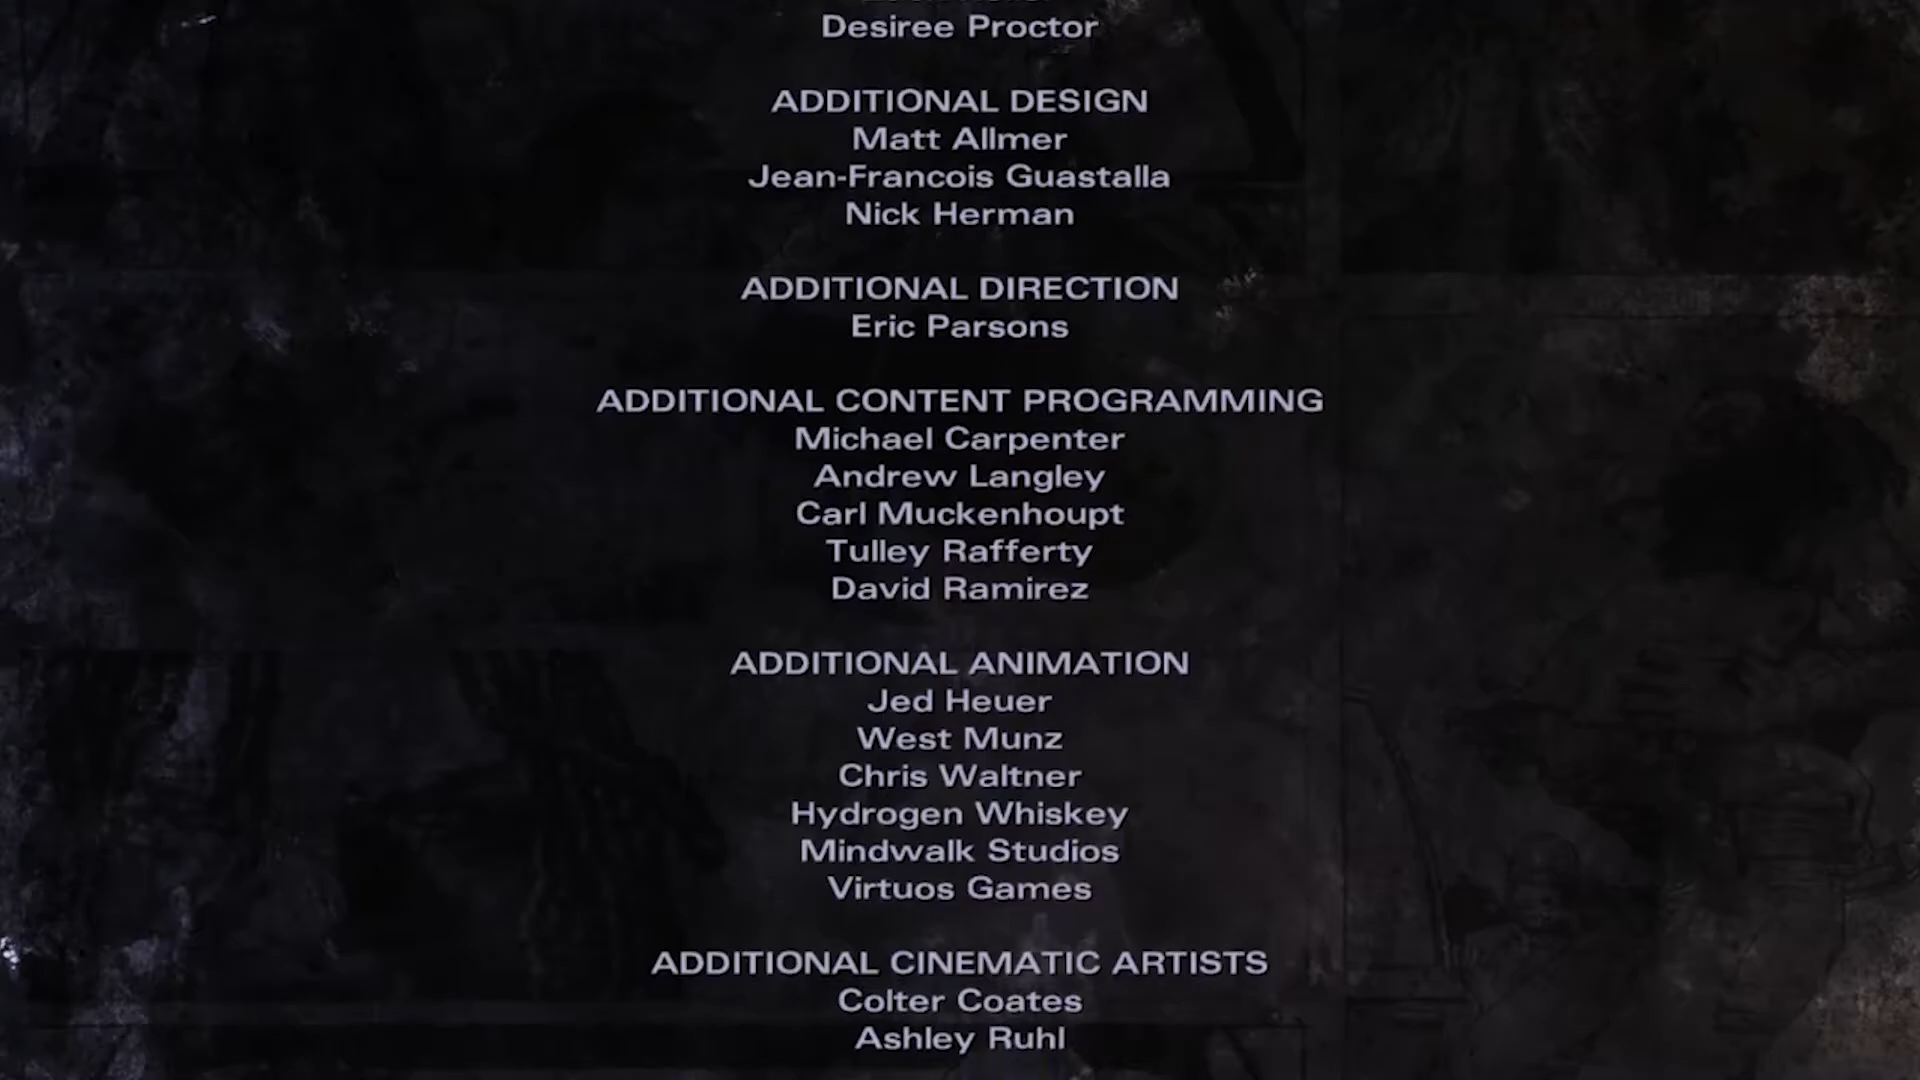 Desiree Proctor
ADDITIONAL DESIGN
Matt Allmer
Jean-Francois Guastalla
Nick Herman
ADDITIONAL DIRECTION
Eric Parsons
ADDITIONAL CONTENT PROGRAMMING
Michael Carpenter
Andrew Langley
Carl Muckenhoupt
Tulley Rafferty
David Ramirez
ADDITIONAL ANIMATION
Jed Heuer
West Munz
Chris Waltner
Hydrogen Whiskey
Mindwalk Studios
Virtuos Games
ADDITIONAL CINEMATIC ARTISTS
Colter Coates
Ashley Ruhl